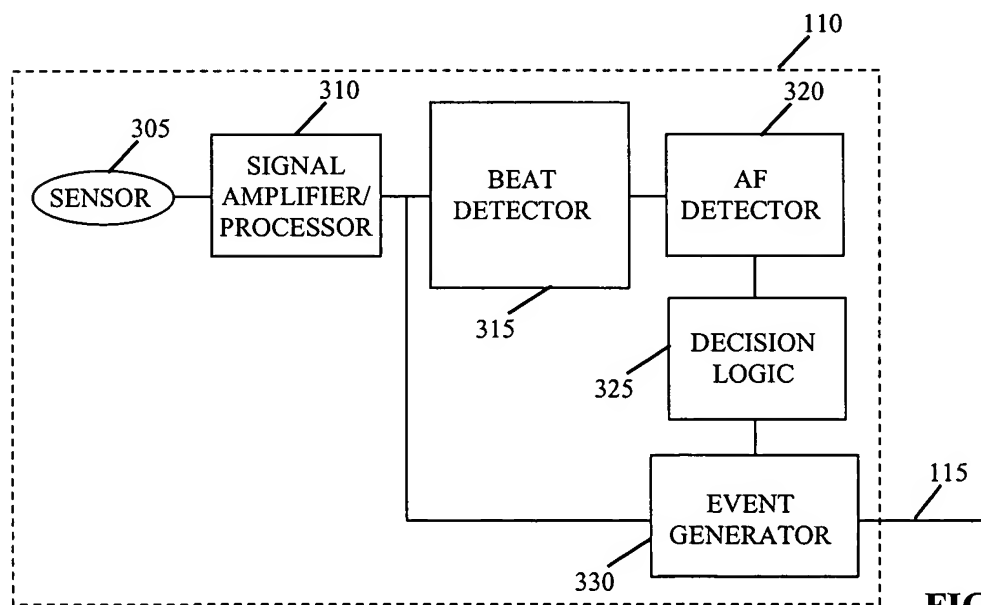 110
305
310
320
SENSOR
SIGNAL
AMPLIFIER/
PROCESSOR
BEAT
DETECTOR
AF
DETECTOR
315
325
DECISION
LOGIC
EVENT
GENERATOR
115
330
FIG